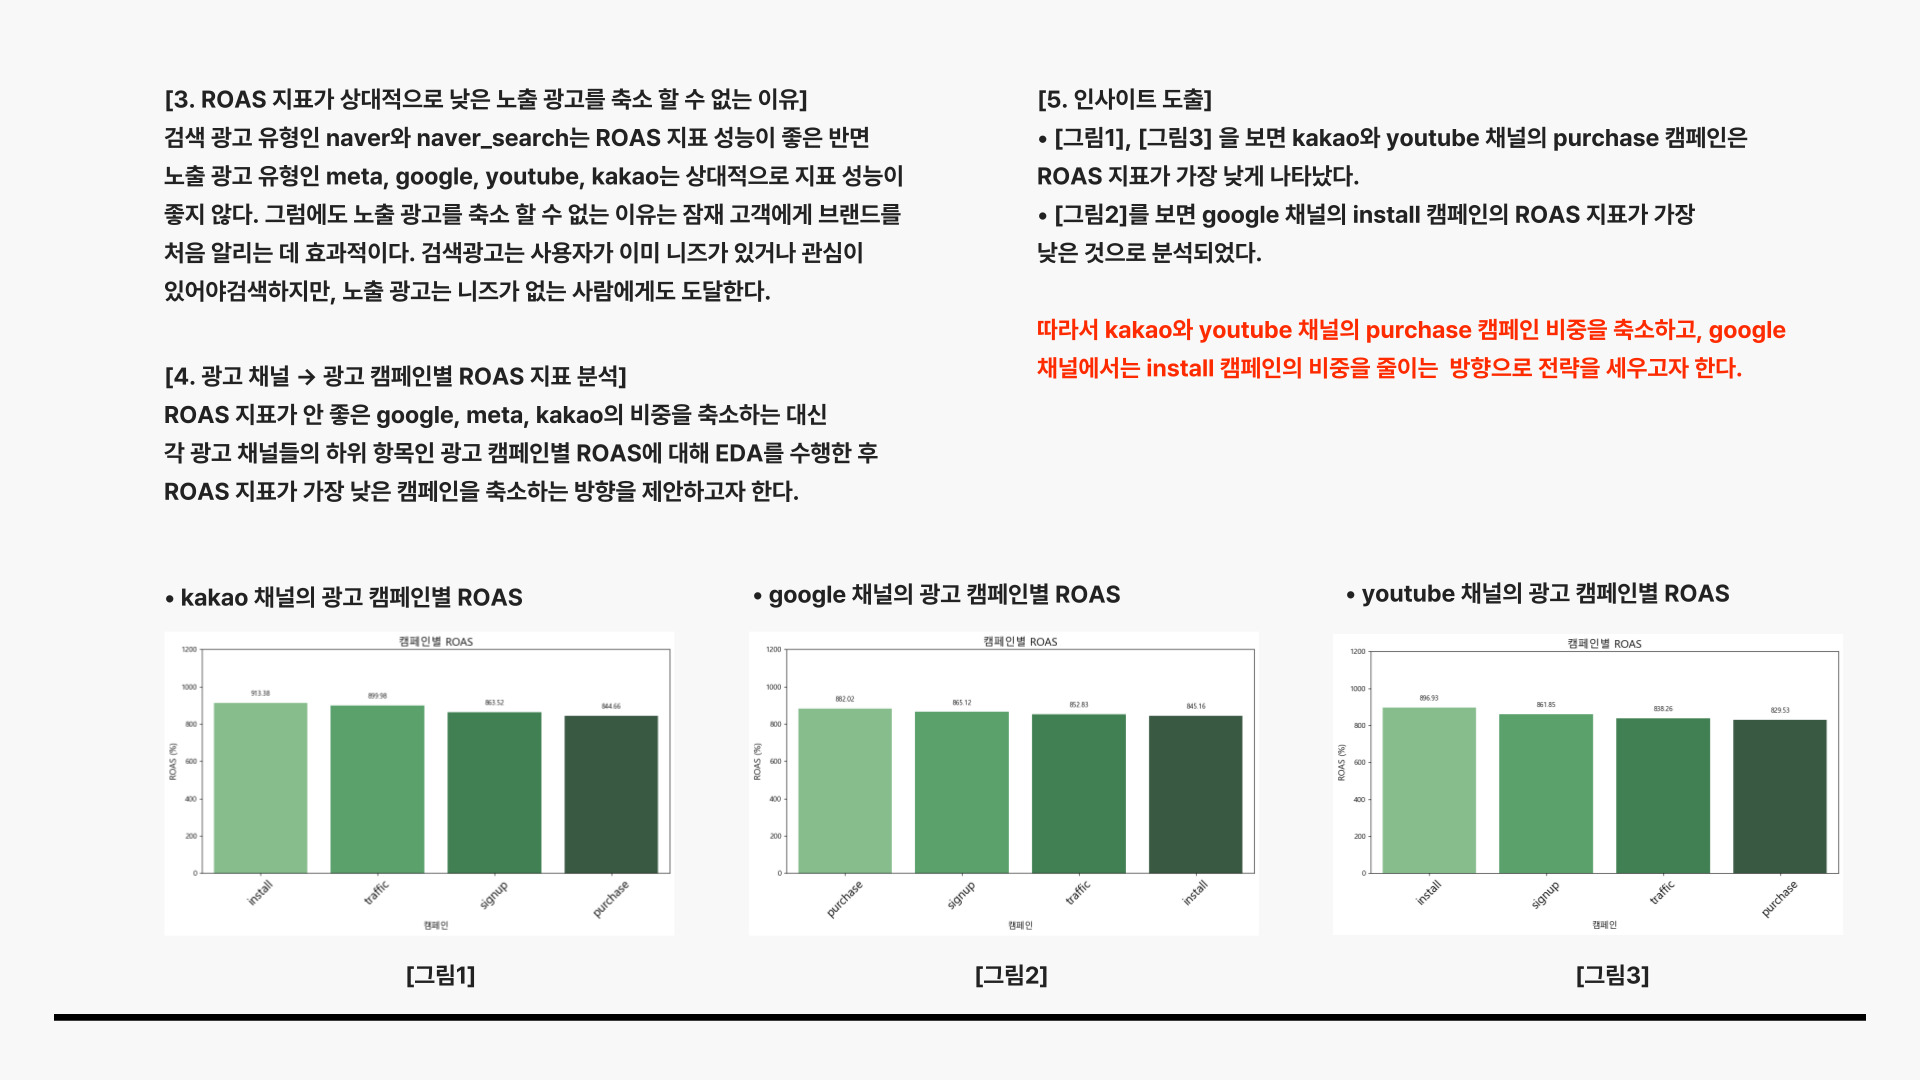 [3. ROAS 지표가 상대적으로 낮은 노출 광고를 축소 할 수 없는 이유]
검색 광고 유형인 naver와 naver_search는 ROAS 지표 성능이 좋은 반면
노출 광고 유형인 meta, google, youtube, kakao는 상대적으로 지표 성능이
좋지 않다. 그럼에도 노출 광고를 축소 할 수 없는 이유는 잠재 고객에게 브랜드를
처음 알리는 데 효과적이다. 검색광고는 사용자가 이미 니즈가 있거나 관심이
있어야검색하지만, 노출 광고는 니즈가 없는 사람에게도 도달한다.
[4. 광고 채널 → 광고 캠페인별 ROAS 지표 분석]
ROAS 지표가 안 좋은 google, meta, kakao의 비중을 축소하는 대신
각 광고 채널들의 하위 항목인 광고 캠페인별 ROAS에 대해 EDA를 수행한 후
ROAS 지표가 가장 낮은 캠페인을 축소하는 방향을 제안하고자 한다.
[5. 인사이트 도출]
• [그림1], [그림3] 을 보면 kakao와 youtube 채널의 purchase 캠페인은
ROAS 지표가 가장 낮게 나타났다.
• [그림2]를 보면 google 채널의 install 캠페인의 ROAS 지표가 가장
낮은 것으로 분석되었다.
따라서 kakao와 youtube 채널의 purchase 캠페인 비중을 축소하고, google
채널에서는 install 캠페인의 비중을 줄이는 방향으로 전략을 세우고자 한다.
• kakao 채널의 광고 캠페인별 ROAS
캠페인별 ROAS
1200
1000
800
600
400
200
0
ROAS (%)
913.38
899.98
863.52
844.66
install
traffic
signup
purchase
캠페인
[그림1]
• google 채널의 광고 캠페인별 ROAS
캠페인별 ROAS
1200
1000
800
600
400
200
0
ROAS (%)
882.02
865.12
852.83
845.16
purchase
signup
traffic
install
캠페인
[그림2]
• youtube 채널의 광고 캠페인별 ROAS
캠페인별 ROAS
1200
1000
800
600
400
200
0
ROAS (%)
896.93
861.85
838.26
829.53
install
signup
traffic
purchase
캠페인
[그림3]